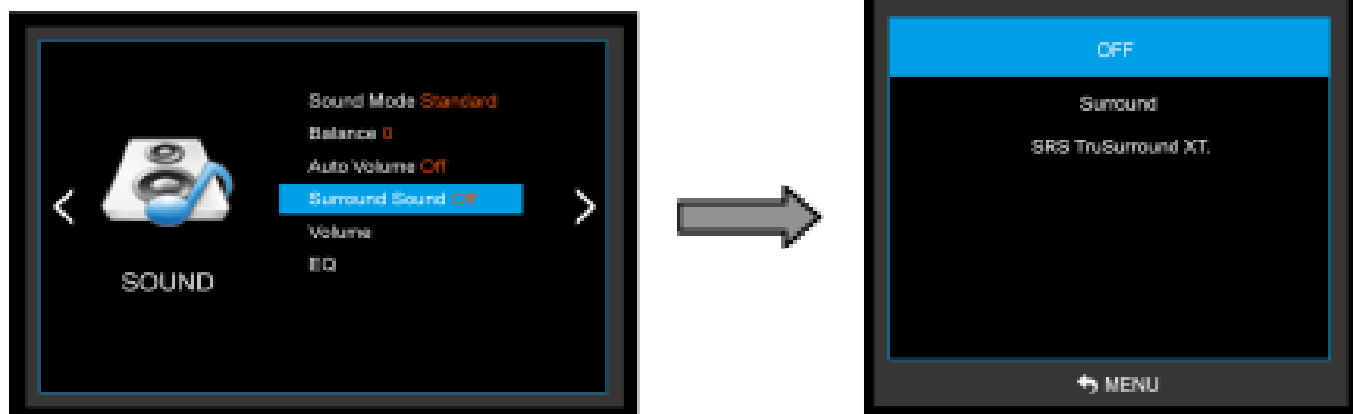 Sound Mode Standard
Balance 0
Auto Volume Off
Surround Sound Off
Volume
EQ
SOUND
OFF
Surround
SRS TruSurround XT.
MENU